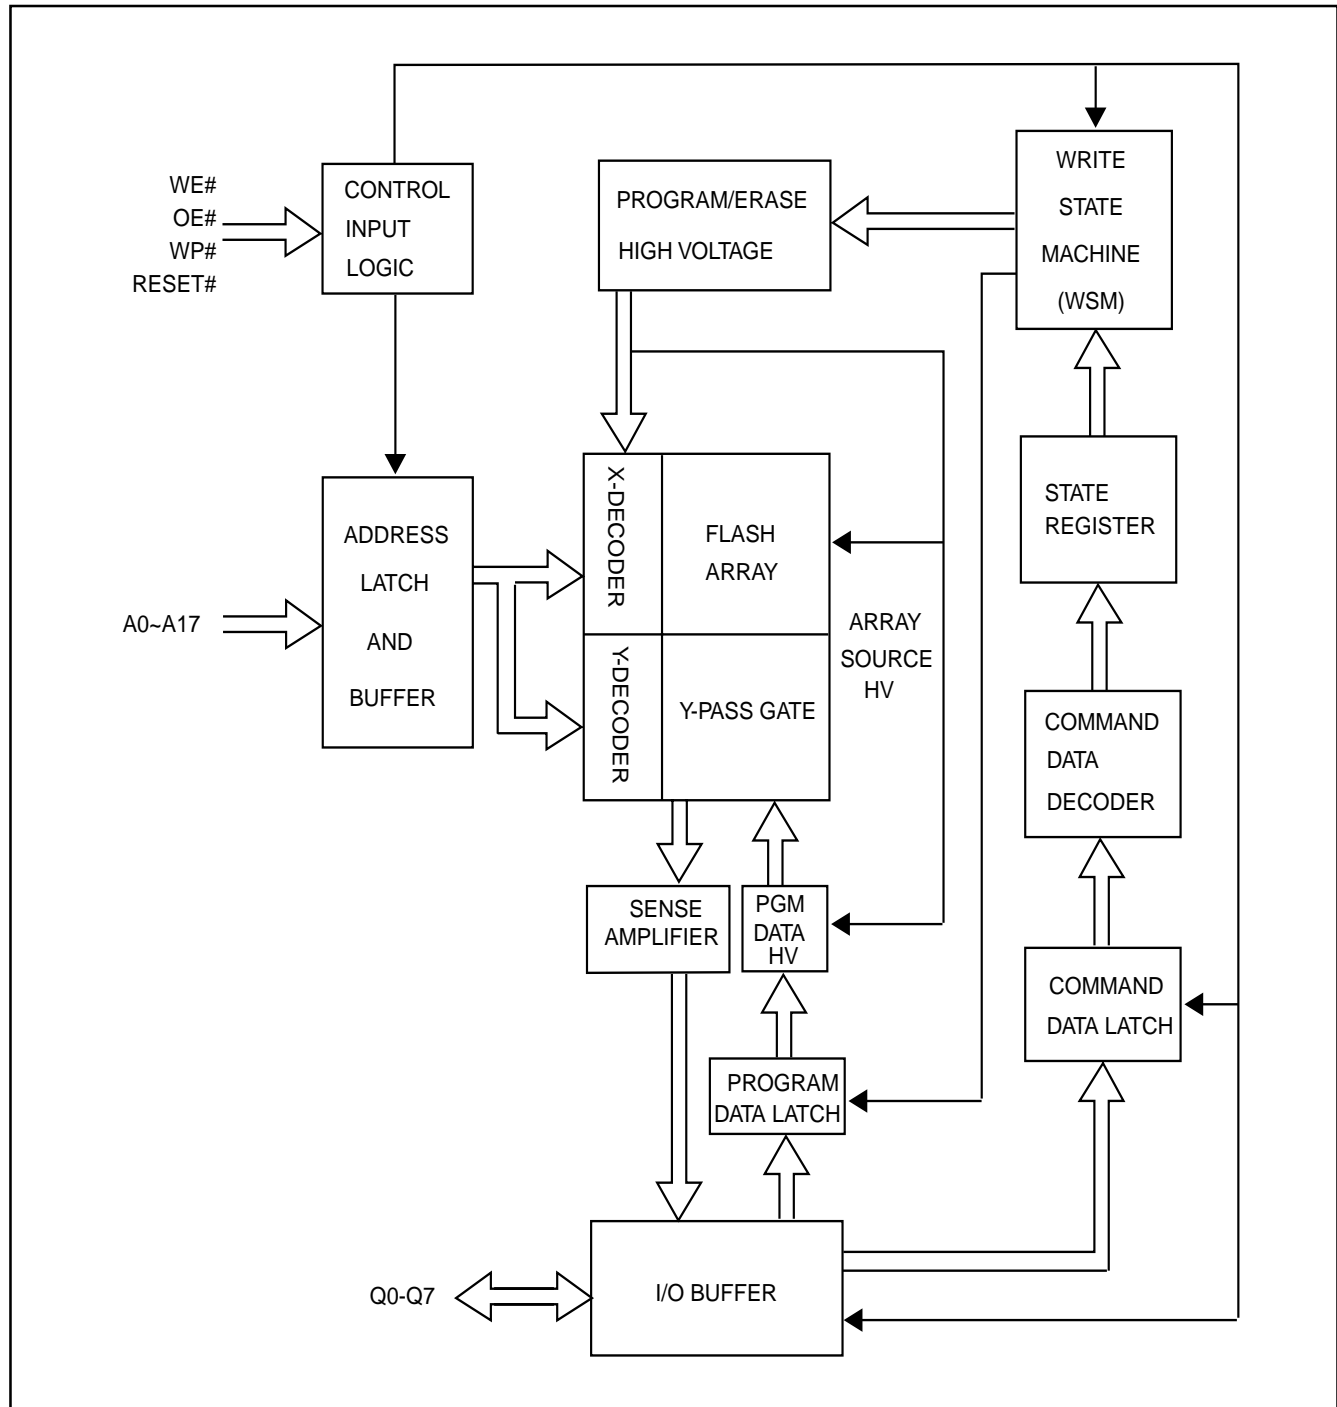 WE#
OE#
WP#
RESET#
CONTROL
INPUT
LOGIC
PROGRAM/ERASE
HIGH VOLTAGE
WRITE
STATE
MACHINE
(WSM)
STATE
REGISTER
A0~A17
ADDRESS
LATCH
AND
BUFFER
X-DECODER
FLASH
ARRAY
Y-DECODER
Y-PASS GATE
ARRAY
SOURCE
HV
COMMAND
DATA
DECODER
SENSE
AMPLIFIER
PGM
DATA
HV
COMMAND
DATA LATCH
PROGRAM
DATA LATCH
Q0-Q7
I/O BUFFER